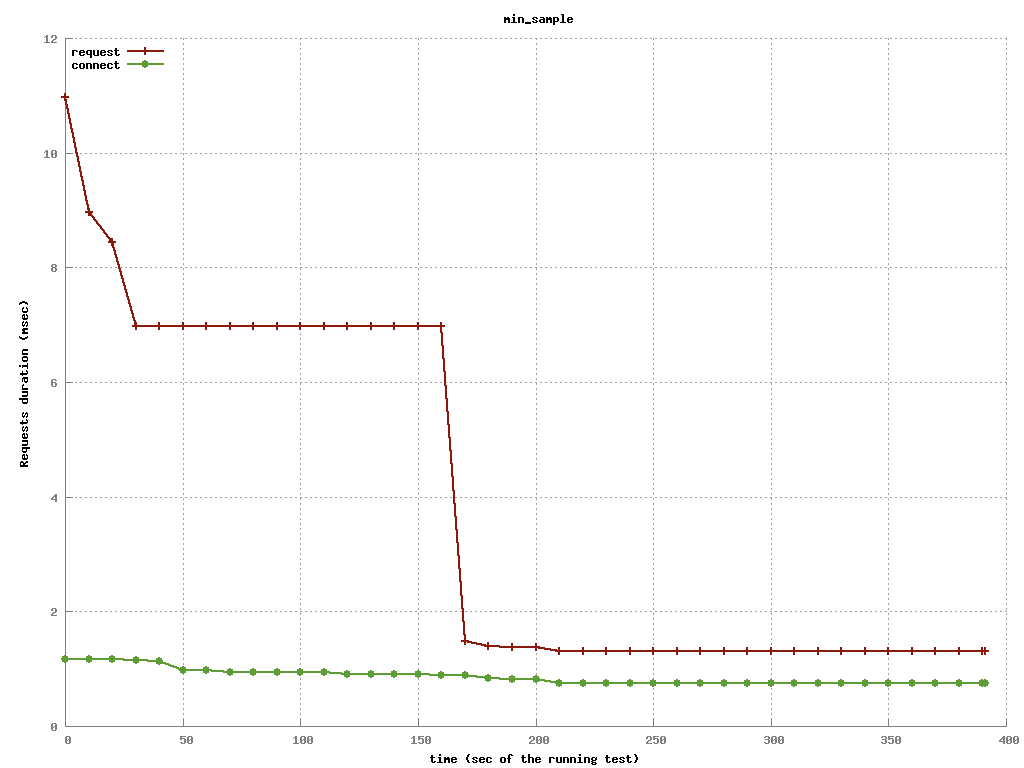 min_sample
request
connect
12
10
8
6
4
2
0
Requests duration (msec)
0 50 100 150 200 250 300 350 400
time (sec of the running test)